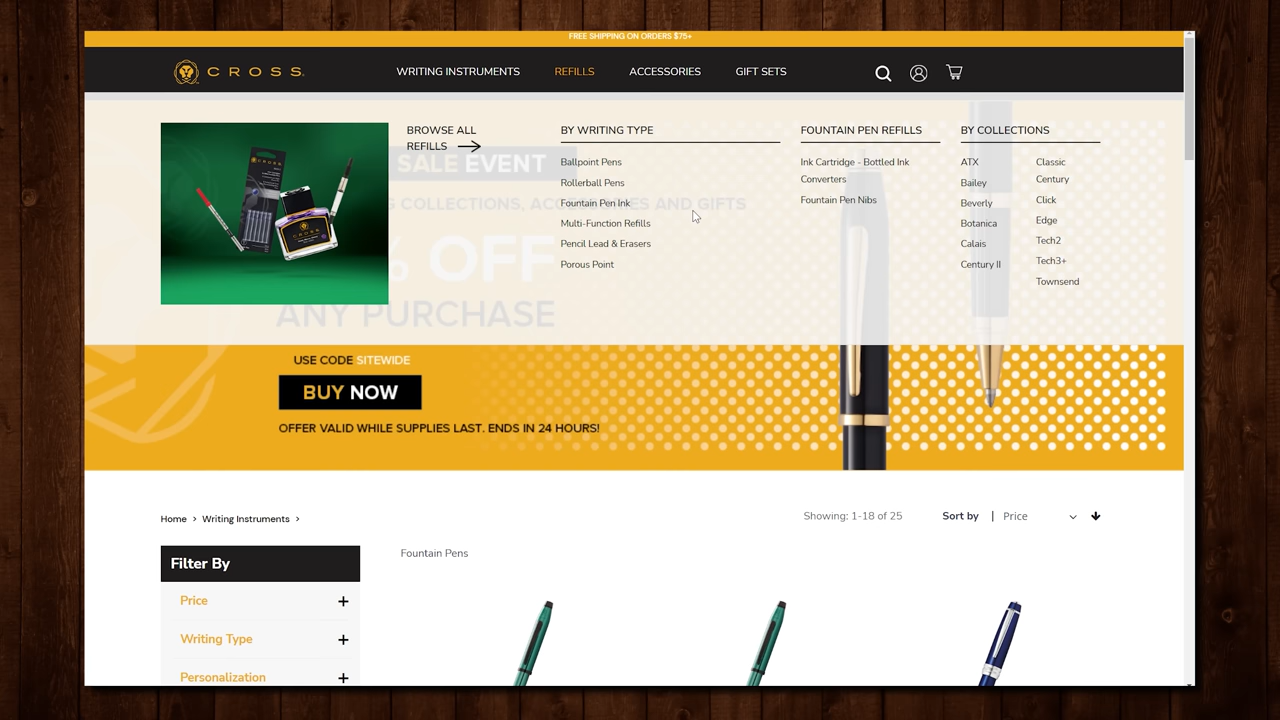 FREE SHIPPING ON ORDERS $75+
CROSS
WRITING INSTRUMENTS
REFILLS
ACCESSORIES
GIFT SETS
BROWSE ALL
REFILLS
BY WRITING TYPE
Ballpoint Pens
Rollerball Pens
Fountain Pen Ink
Multi-Function Refills
Pencil Lead & Erasers
Porous Point
FOUNTAIN PEN REFILLS
Ink Cartridge - Bottled Ink
Converters
Fountain Pen Nibs
BY COLLECTIONS
ATX
Bailey
Beverly
Botanica
Calais
Century II
Classic
Century
Click
Edge
Tech2
Tech3+
Townsend
CROSS
SALE EVENT
COLLECTIONS, AND GIFTS
% OFF
ANY PURCHASE
USE CODE SITEWIDE
BUY NOW
OFFER VALID WHILE SUPPLIES LAST. ENDS IN 24 HOURS!
Home > Writing Instruments >
Showing: 1-18 of 25
Sort by | Price
Filter By
Price +
Writing Type +
Personalization +
Fountain Pens